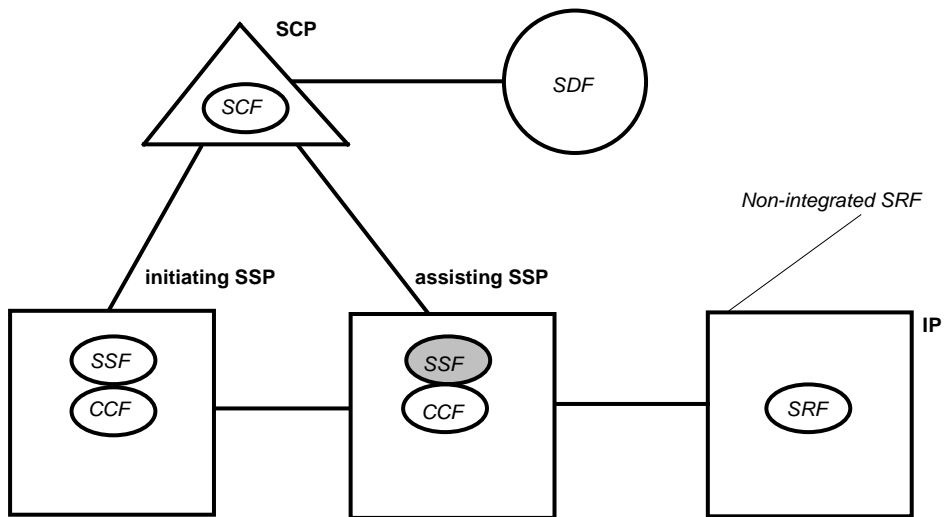 SCP
SCF
SDF
Non-integrated SRF
initiating SSP
assisting SSP
IP
SSF
CCF
SSF
CCF
SRF